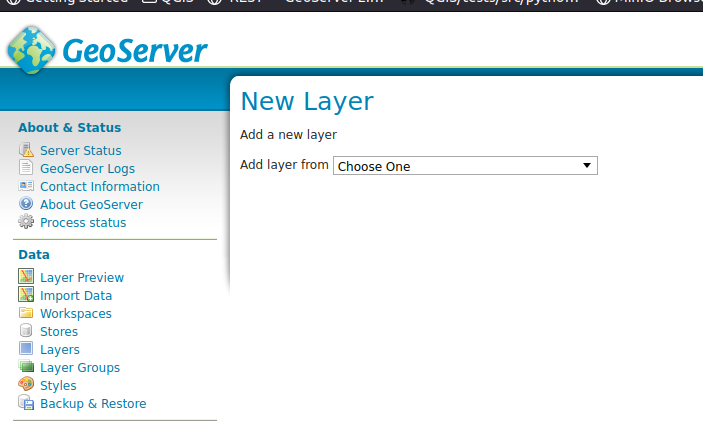 Getting Started QGIS REST GeoServer QGIS/tests/src/python MinIO Browse
GeoServer
New Layer
Add a new layer
Add layer from Choose One
About & Status
Server Status
GeoServer Logs
Contact Information
About GeoServer
Process status
Data
Layer Preview
Import Data
Workspaces
Stores
Layers
Layer Groups
Styles
Backup & Restore